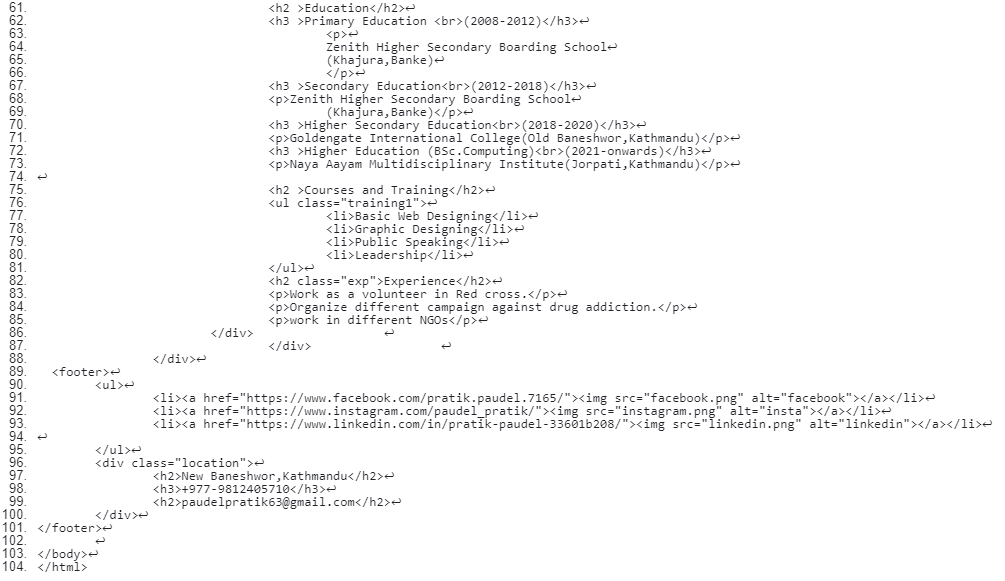 61. <h2 >Education</h2>↩
62. <h3 >Primary Education <br>(2008-2012)</h3>↩
63. <p>↩
64. Zenith Higher Secondary Boarding School↩
65. (Khajura,Banke)↩
66. </p>↩
67. <h3 >Secondary Education<br>(2012-2018)</h3>↩
68. <p>Zenith Higher Secondary Boarding School↩
69. (Khajura,Banke)</p>↩
70. <h3 >Higher Secondary Education<br>(2018-2020)</h3>↩
71. <p>Goldengate International College(Old Baneshwor,Kathmandu)</p>↩
72. <h3 >Higher Education (BSc.Computing)<br>(2021-onwards)</h3>↩
73. <p>Naya Aayam Multidisciplinary Institute(Jorpati,Kathmandu)</p>↩
74. ↩
75. <h2 >Courses and Training</h2>↩
76. <ul class="training1">↩
77. <li>Basic Web Designing</li>↩
78. <li>Graphic Designing</li>↩
79. <li>Public Speaking</li>↩
80. <li>Leadership</li>↩
81. </ul>↩
82. <h2 class="exp">Experience</h2>↩
83. <p>Work as a volunteer in Red cross.</p>↩
84. <p>Organize different campaign against drug addiction.</p>↩
85. <p>work in different NGOs</p>↩
86. </div> ↩
87. </div> ↩
88. </div>↩
89. <footer>↩
90. <ul>↩
91. <li><a href="https://www.facebook.com/pratik.paudel.7165/"><img src="facebook.png" alt="facebook"></a></li>↩
92. <li><a href="https://www.instagram.com/paudel_pratik/"><img src="instagram.png" alt="insta"></a></li>↩
93. <li><a href="https://www.linkedin.com/in/pratik-paudel-33601b208/"><img src="linkedin.png" alt="linkedin"></a></li>↩
94. ↩
95. </ul>↩
96. <div class="location">↩
97. <h2>New Baneshwor,Kathmandu</h2>↩
98. <h3>+977-9812405710</h3>↩
99. <h2>paudelpratik63@gmail.com</h2>↩
100. </div>↩
101. </footer>↩
102. ↩
103. </body>↩
104. </html>